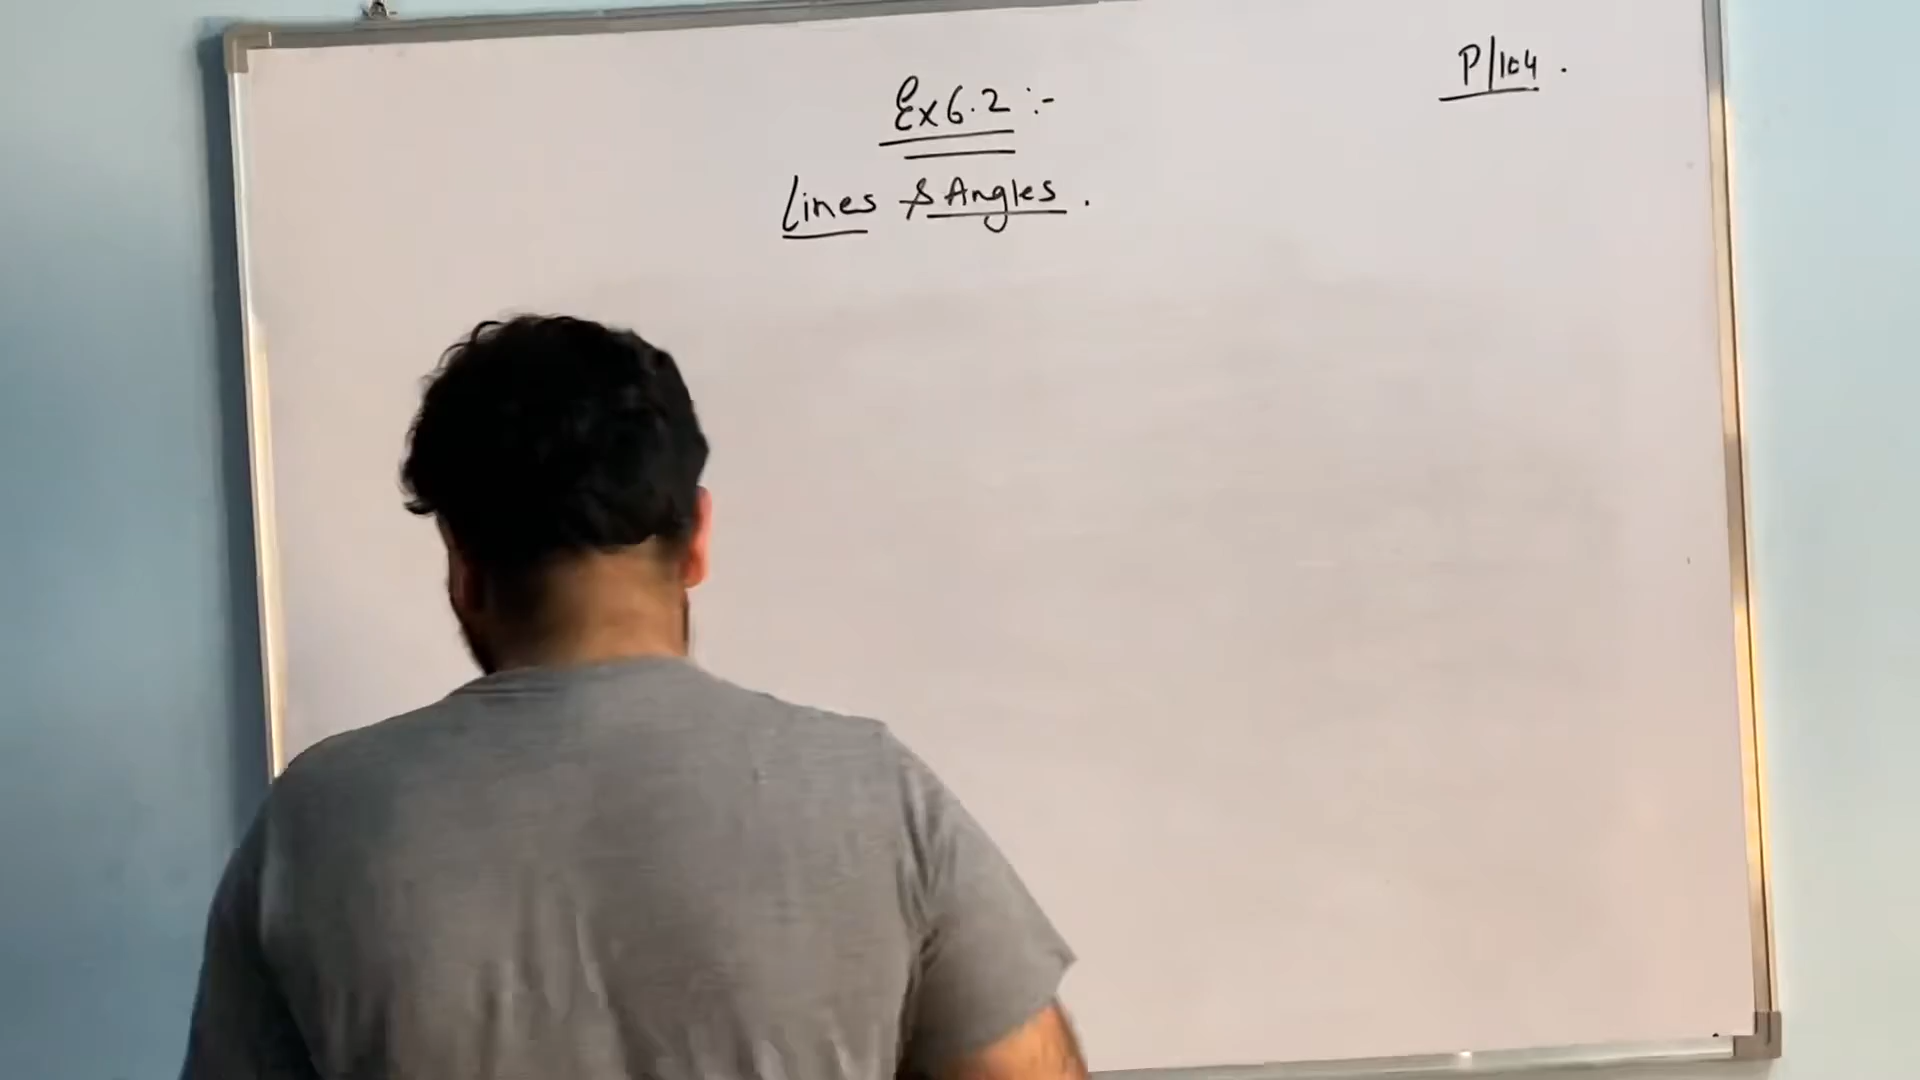 P/104.
Ex 6.2 :-
Lines & Angles.